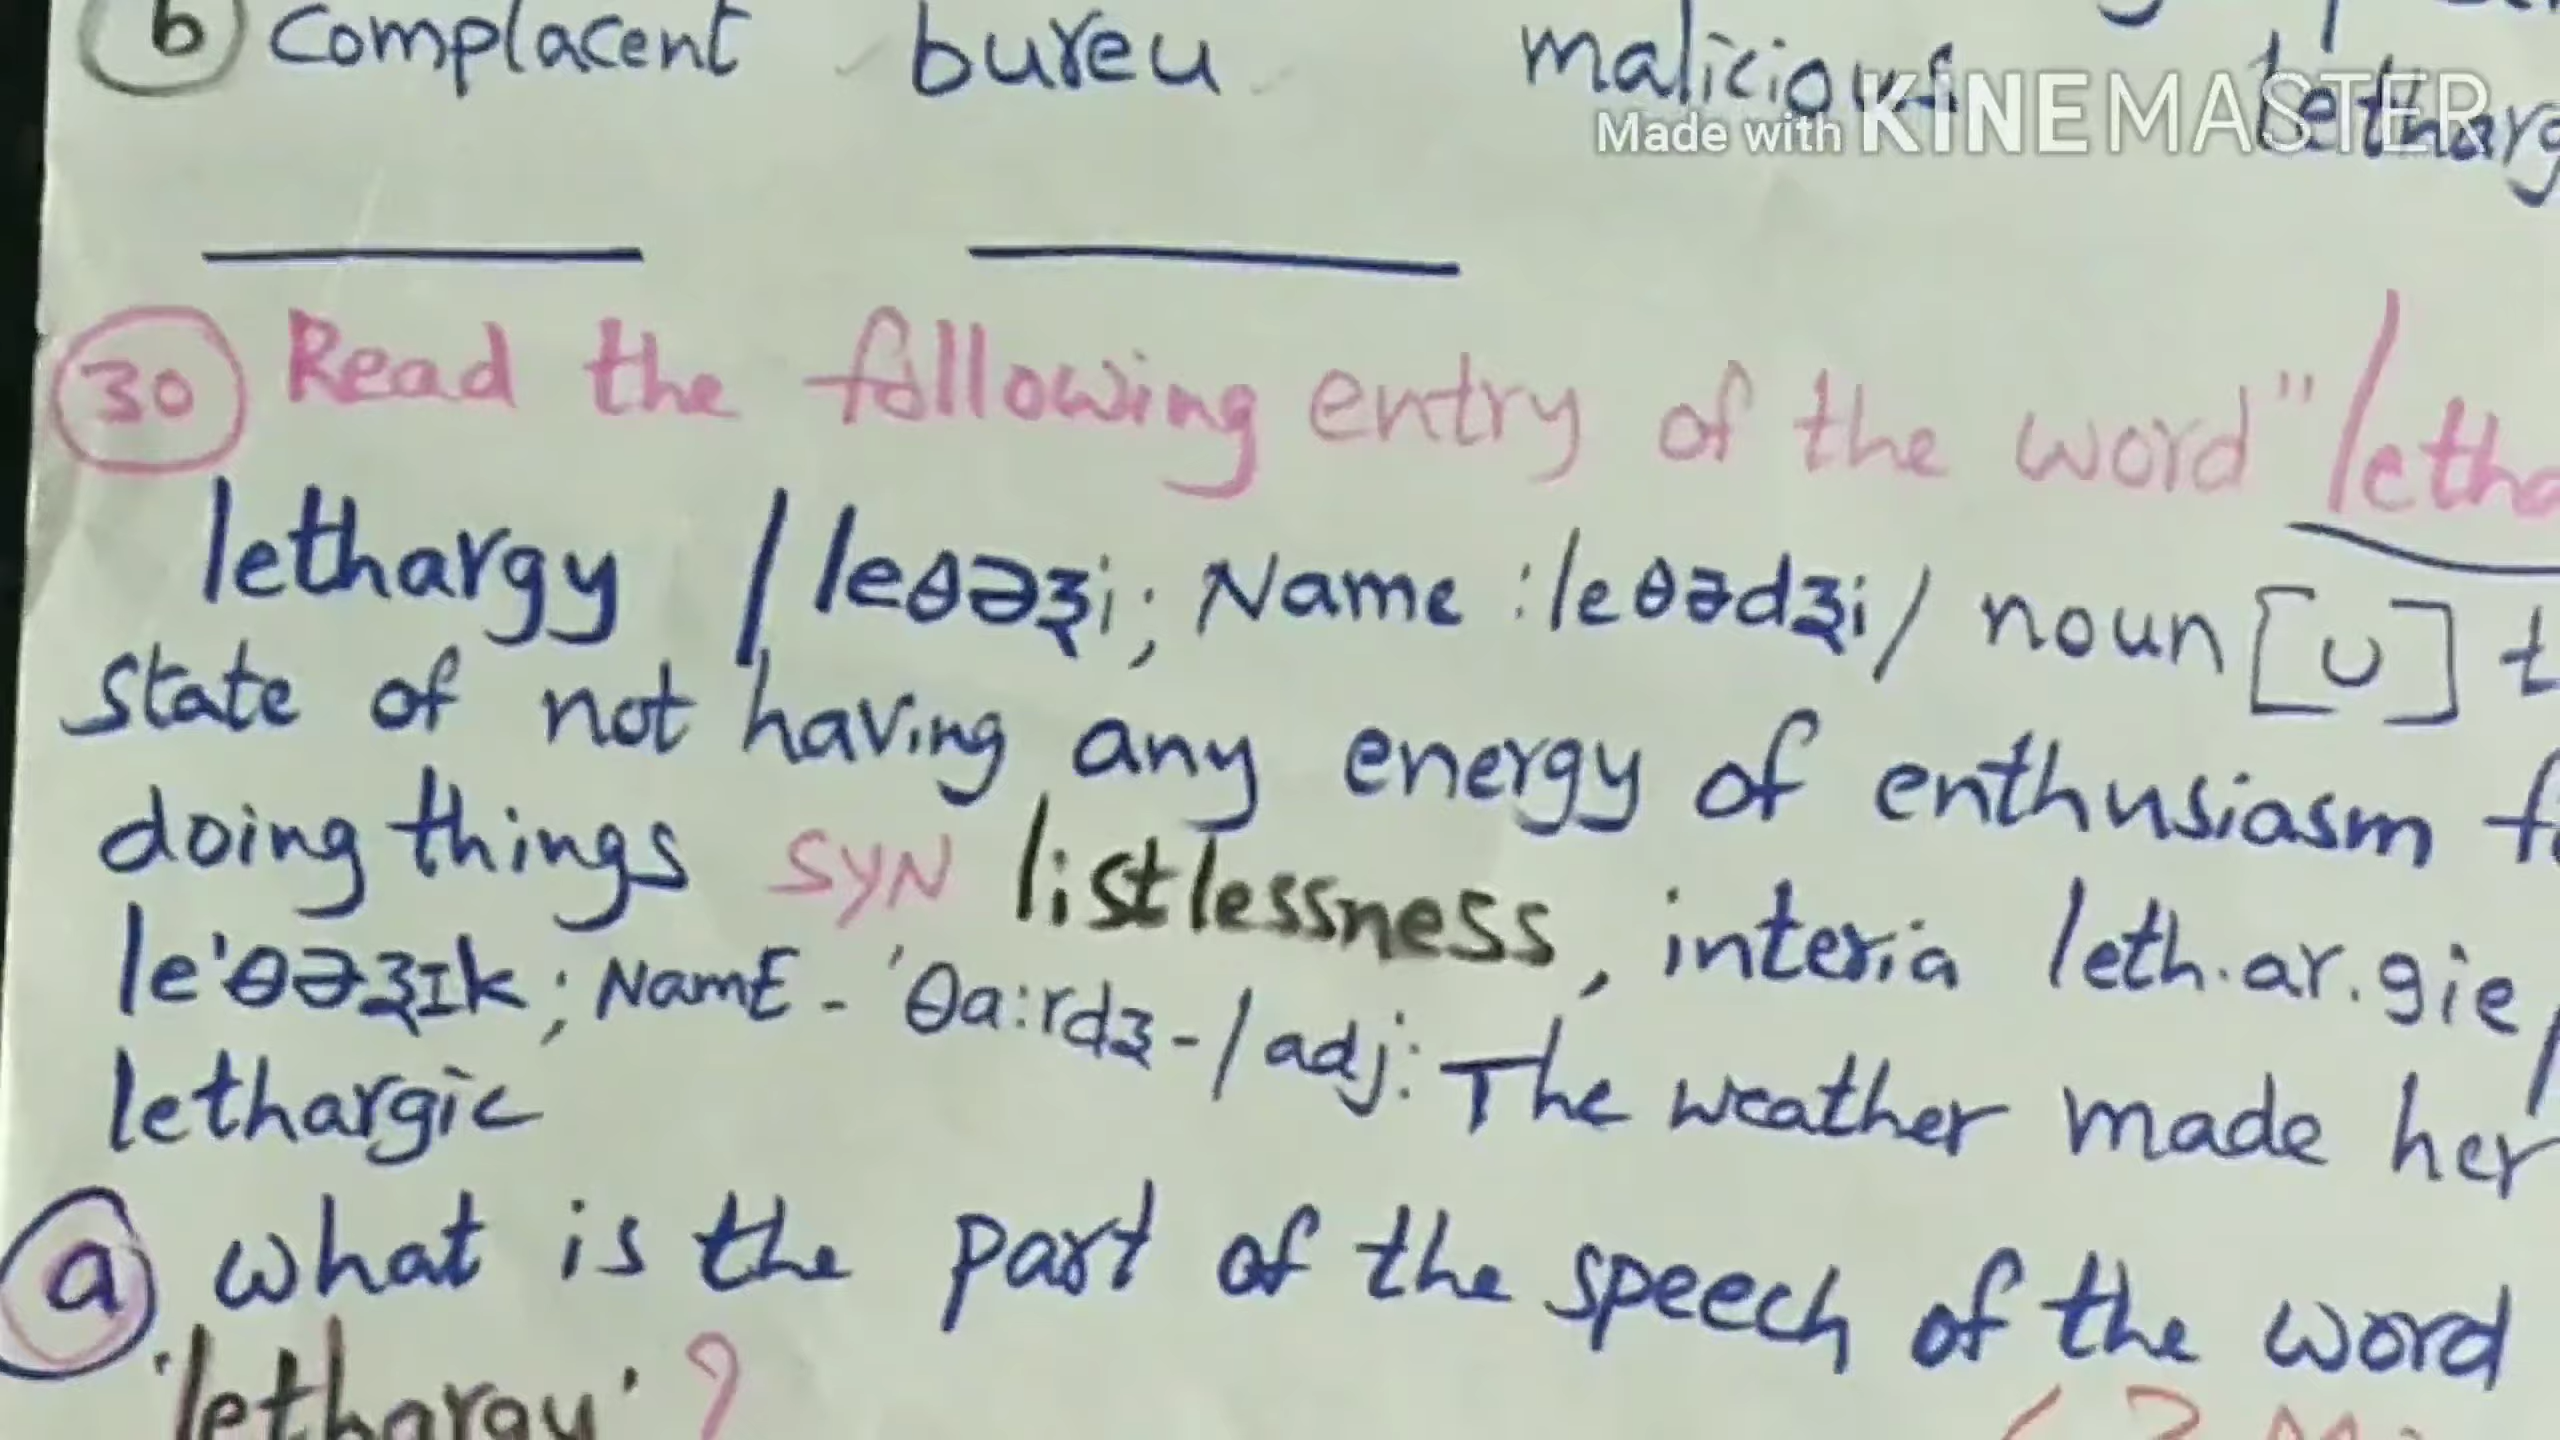 b complacent bureu malicious letharg
Made with KINEMASTER
30 Read the following entry of the word "letha
lethargy /leθəʒi; Name :leθədʒi/ noun [U] t
state of not having any energy of enthusiasm f
doing things SYN listlessness, interia leth.ar.gie/
le'θəʒIk; NamE - 'θa:rdʒ-/ adj: The weather made her
lethargic
a what is the part of the speech of the word
'lethargy' ?